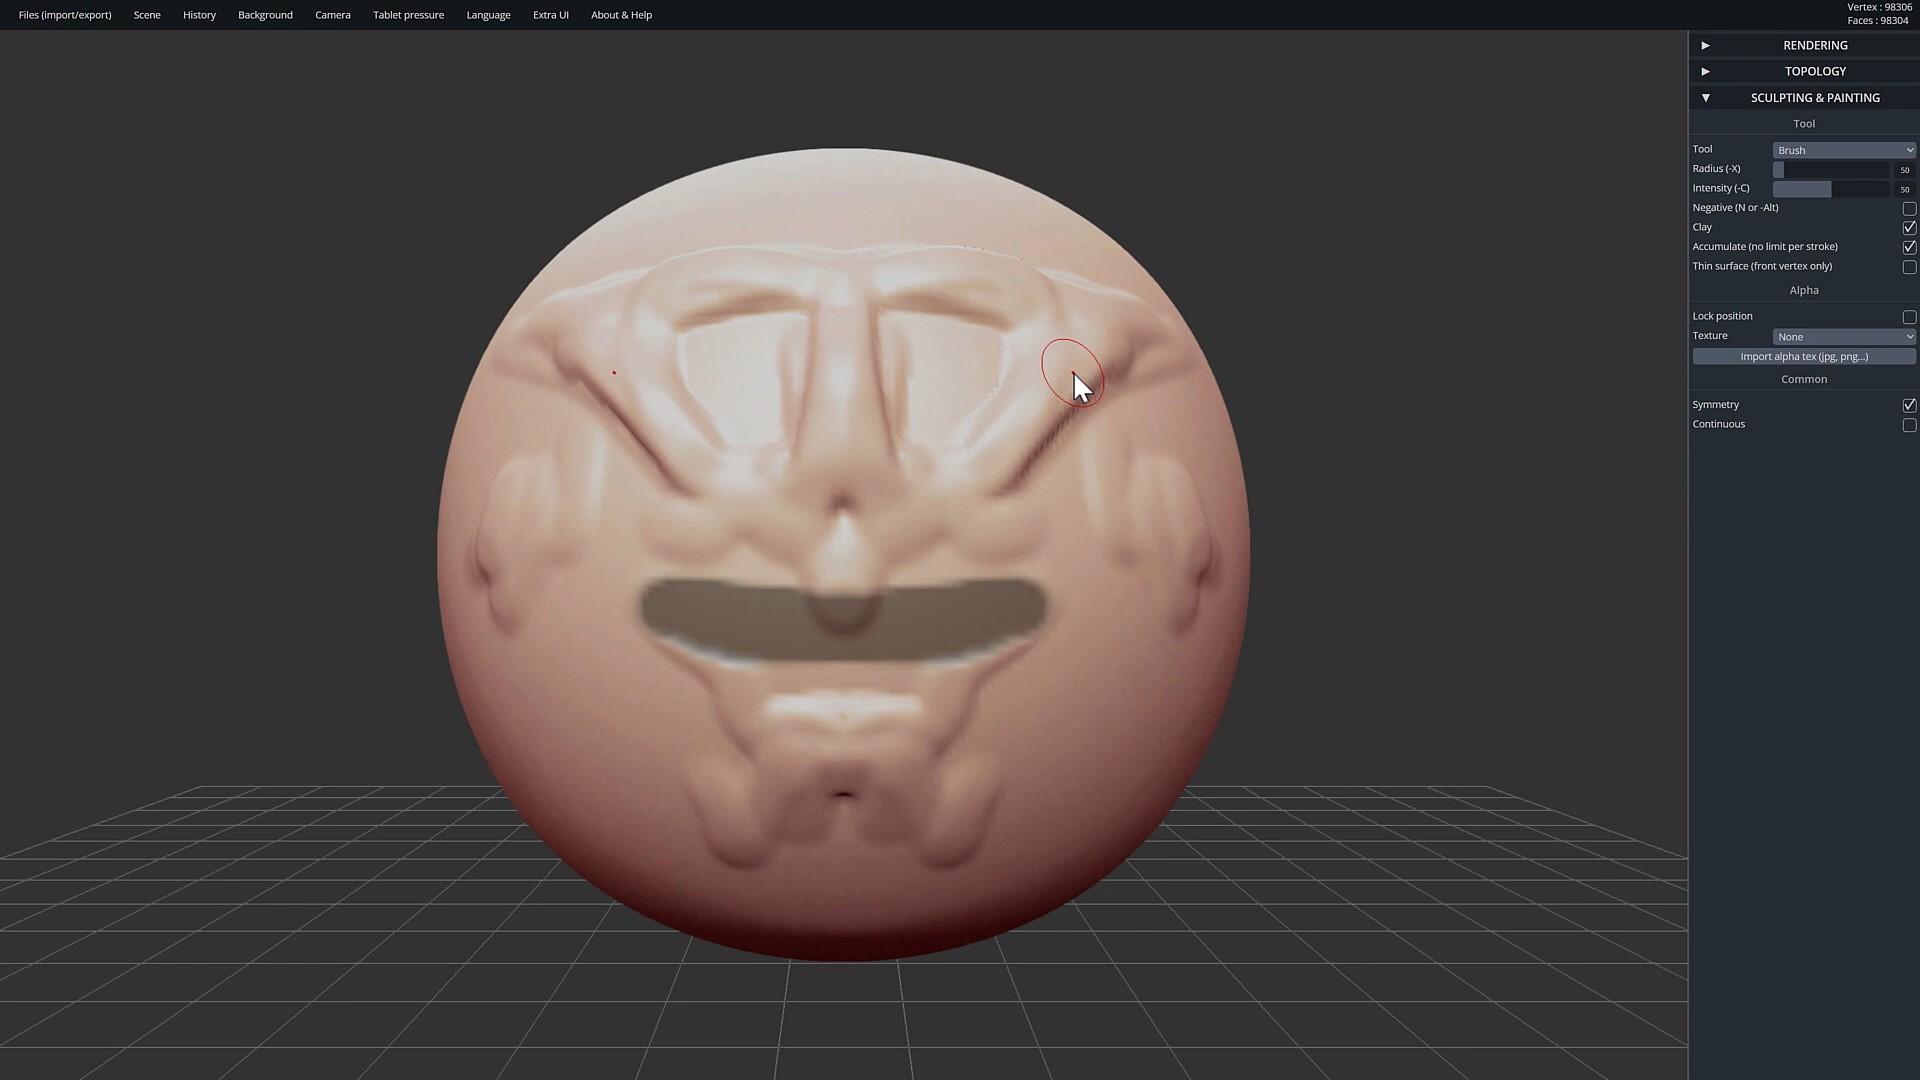 Files (import/export) Scene History Background Camera Tablet pressure Language Extra UI About & Help
Vertex : 98306
Faces : 98304
RENDERING
TOPOLOGY
SCULPTING & PAINTING
Tool
Tool Brush
Radius (-X) 50
Intensity (-C) 50
Negative (N or -Alt)
Clay
Accumulate (no limit per stroke)
Thin surface (front vertex only)
Alpha
Lock position
Texture None
Import alpha tex (jpg, png...)
Common
Symmetry
Continuous